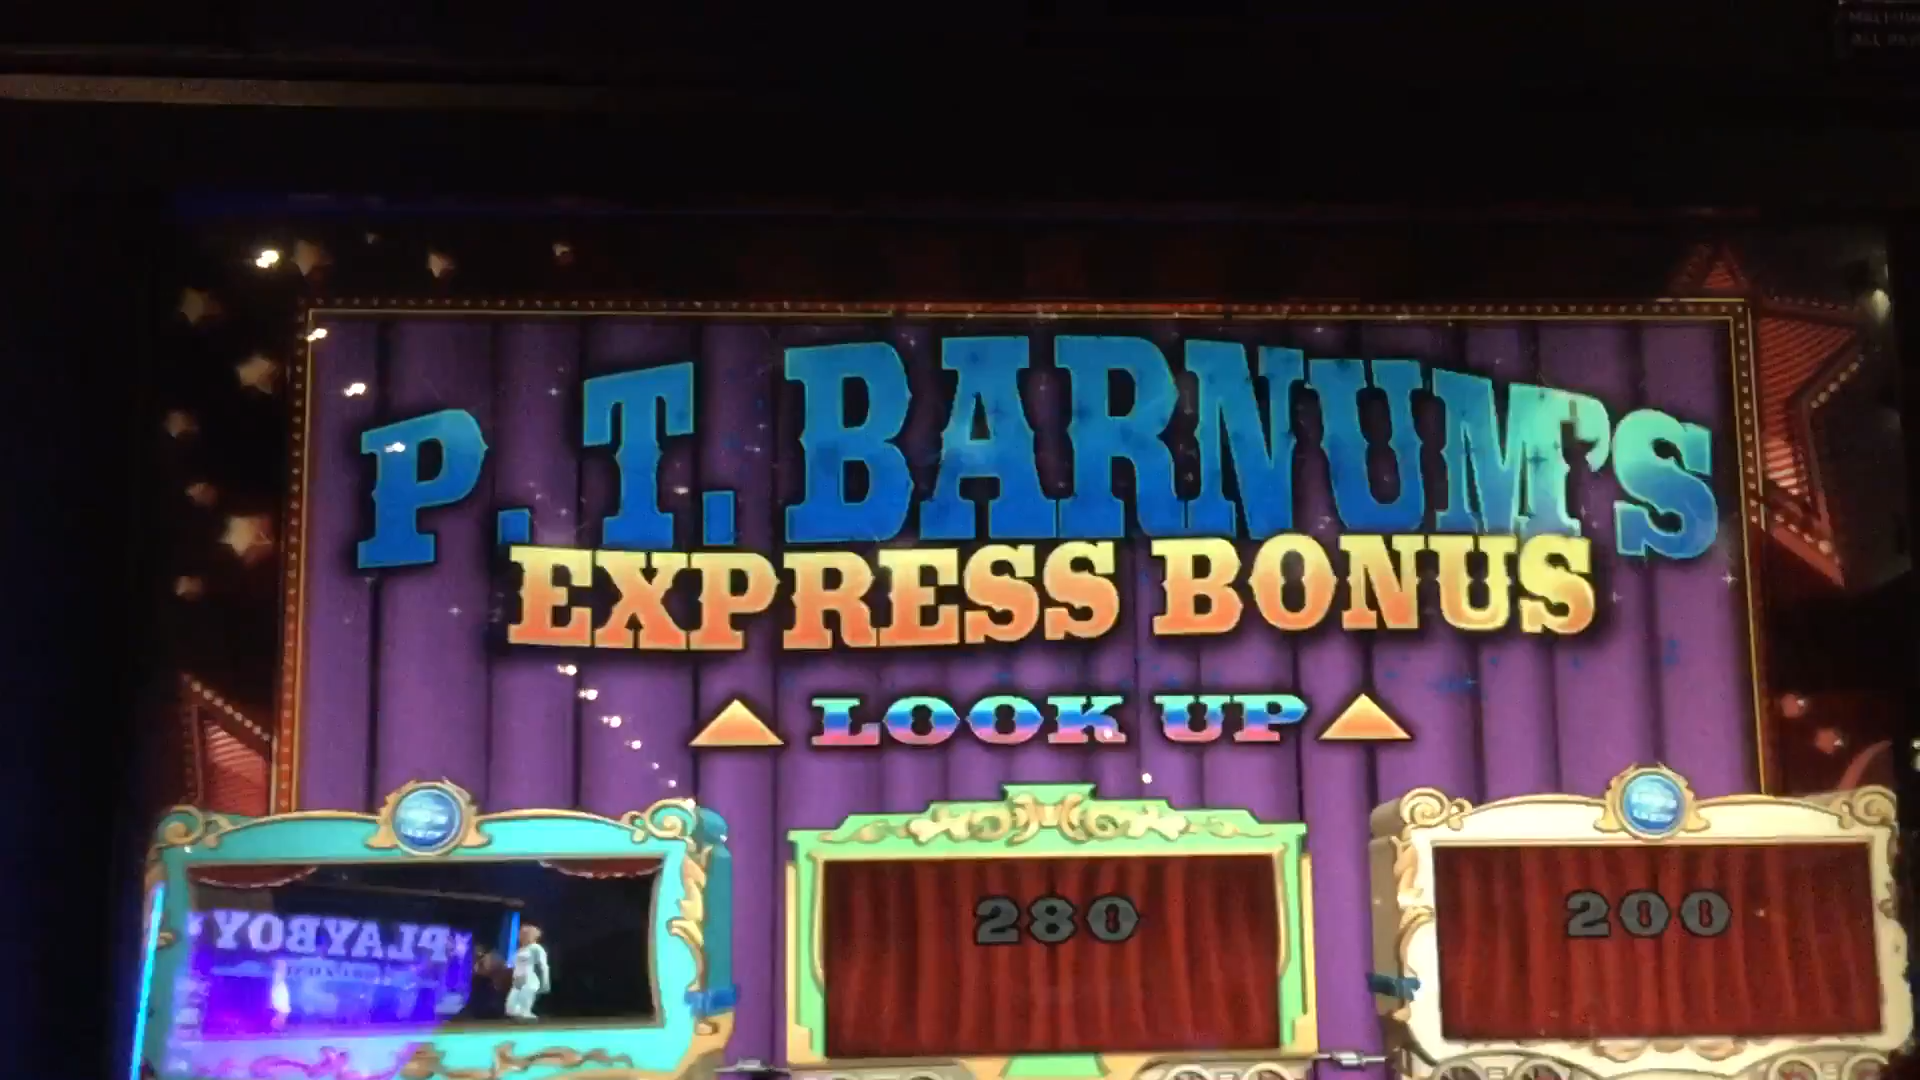 P.T. BARNUM'S
EXPRESS BONUS
LOOK UP
PLAYBOY
280
200